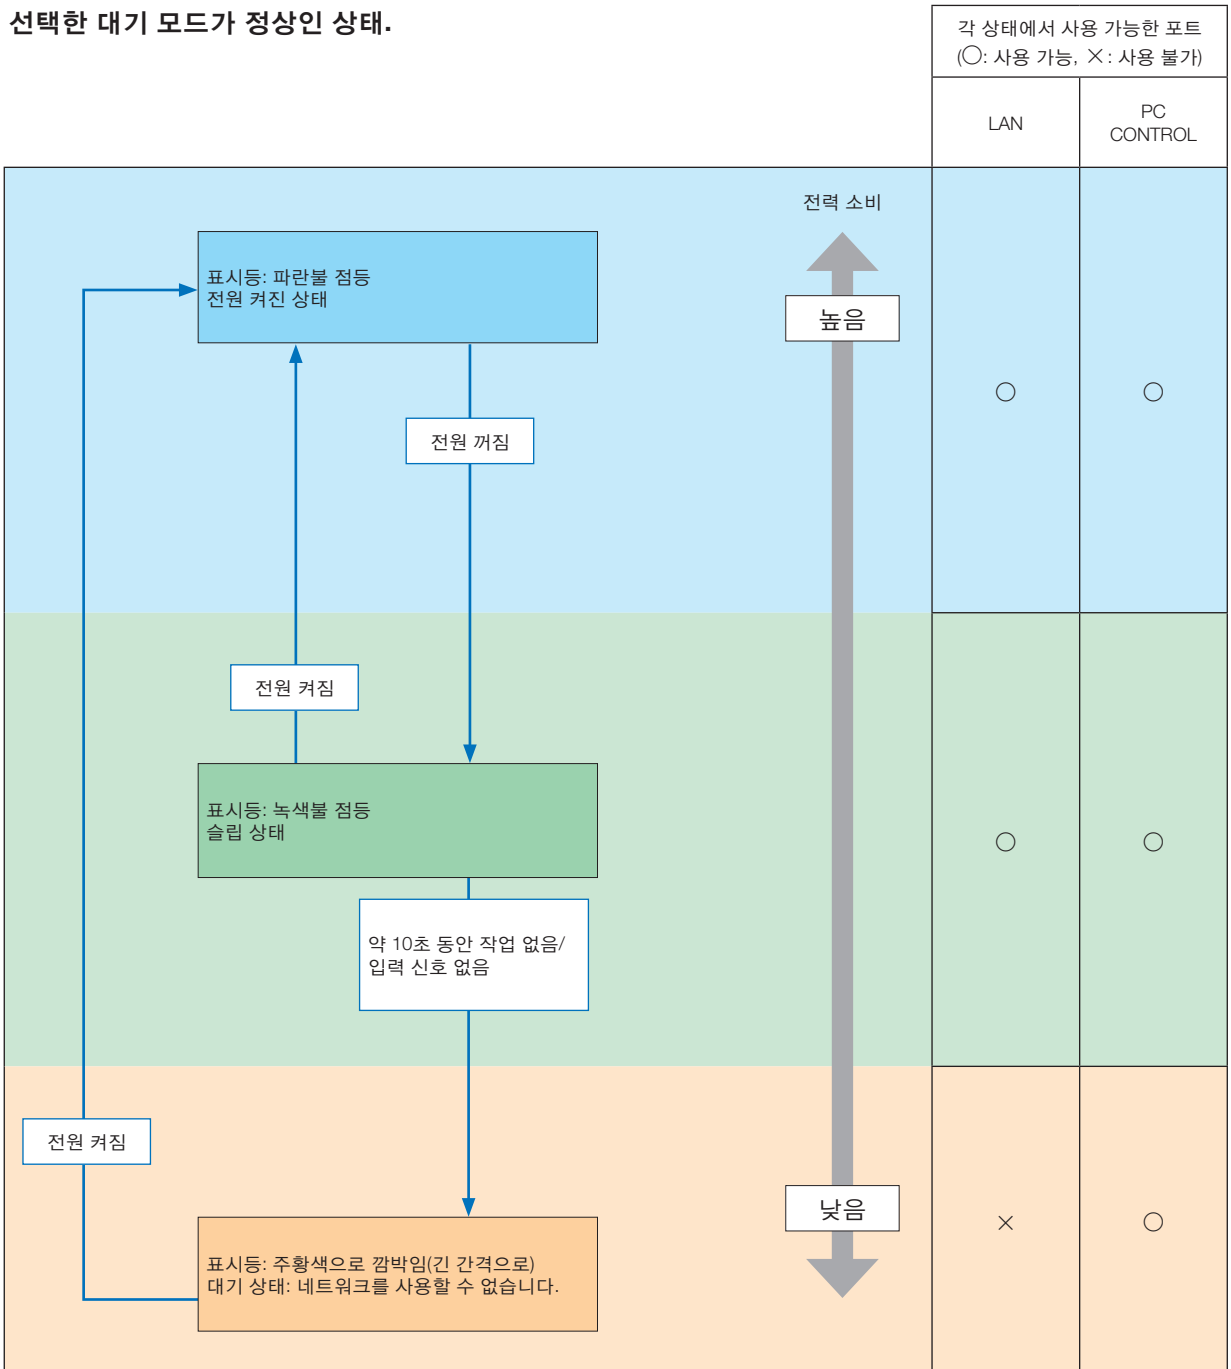 선택한 대기 모드가 정상인 상태.
각 상태에서 사용 가능한 포트
(○: 사용 가능, ×: 사용 불가)
LAN
PC
CONTROL
전력 소비
표시등: 파란불 점등
전원 켜진 상태
높음
○
○
전원 꺼짐
전원 켜짐
표시등: 녹색불 점등
슬립 상태
○
○
약 10초 동안 작업 없음/
입력 신호 없음
전원 켜짐
낮음
×
○
표시등: 주황색으로 깜박임(긴 간격으로)
대기 상태: 네트워크를 사용할 수 없습니다.